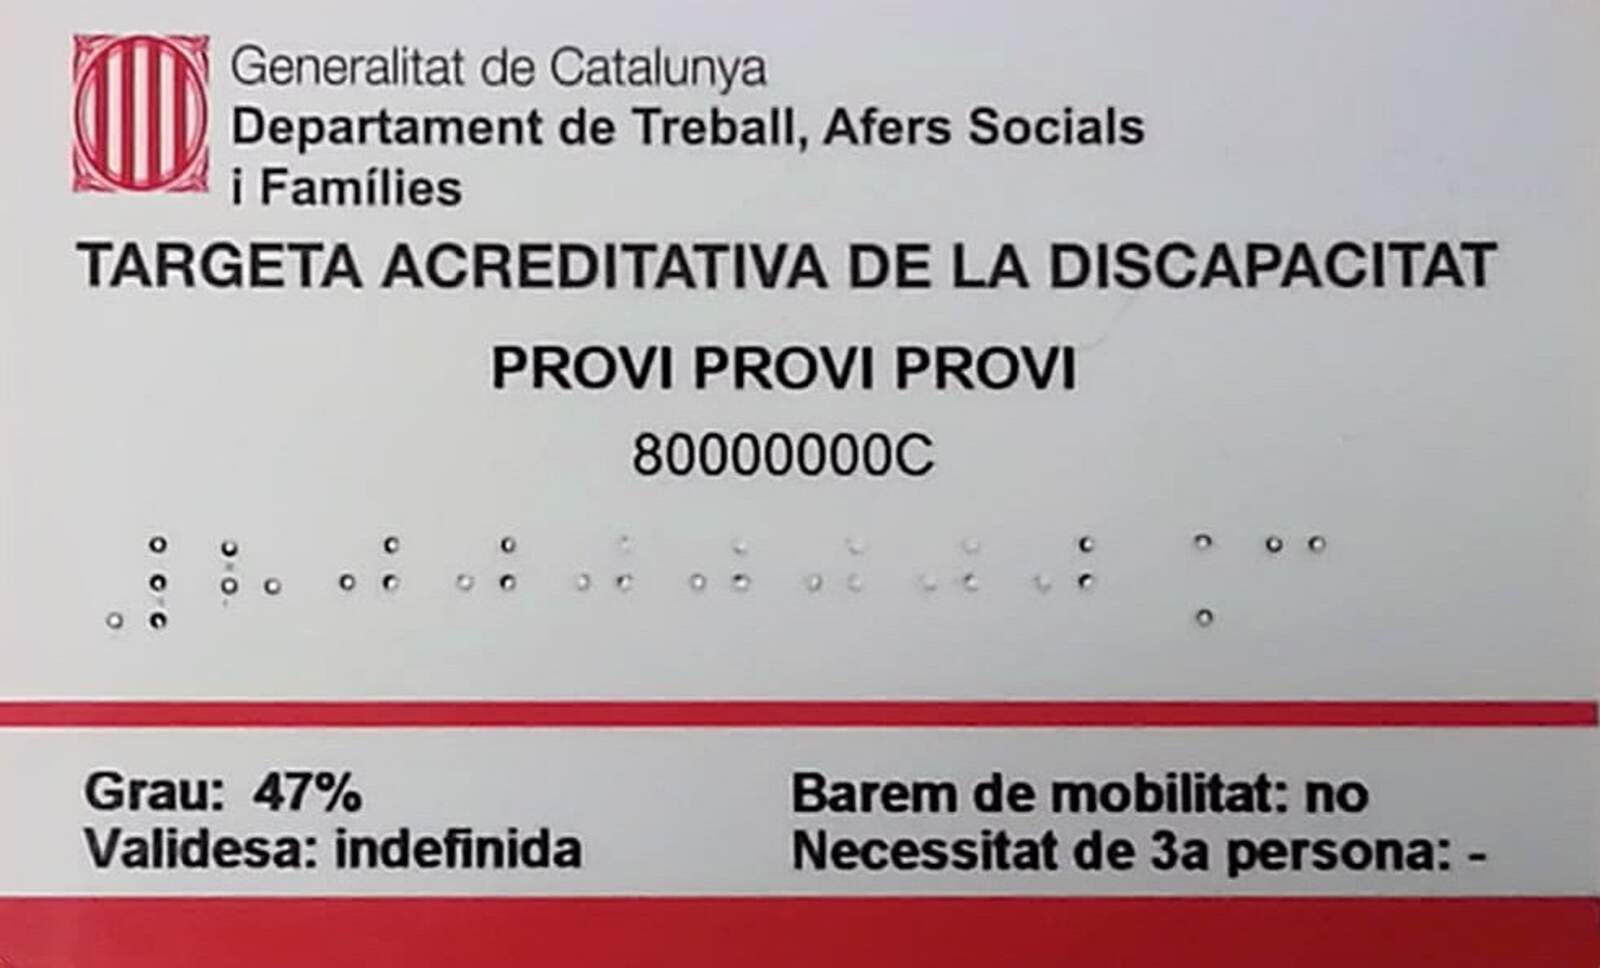 Generalitat de Catalunya
Departament de Treball, Afers Socials
i Famílies
TARGETA ACREDITATIVA DE LA DISCAPACITAT
PROVI PROVI PROVI
80000000C
⠼⠓⠚⠚⠚⠚⠚⠚⠚⠅⠉
Grau: 47%
Barem de mobilitat: no
Validesa: indefinida
Necessitat de 3a persona: -